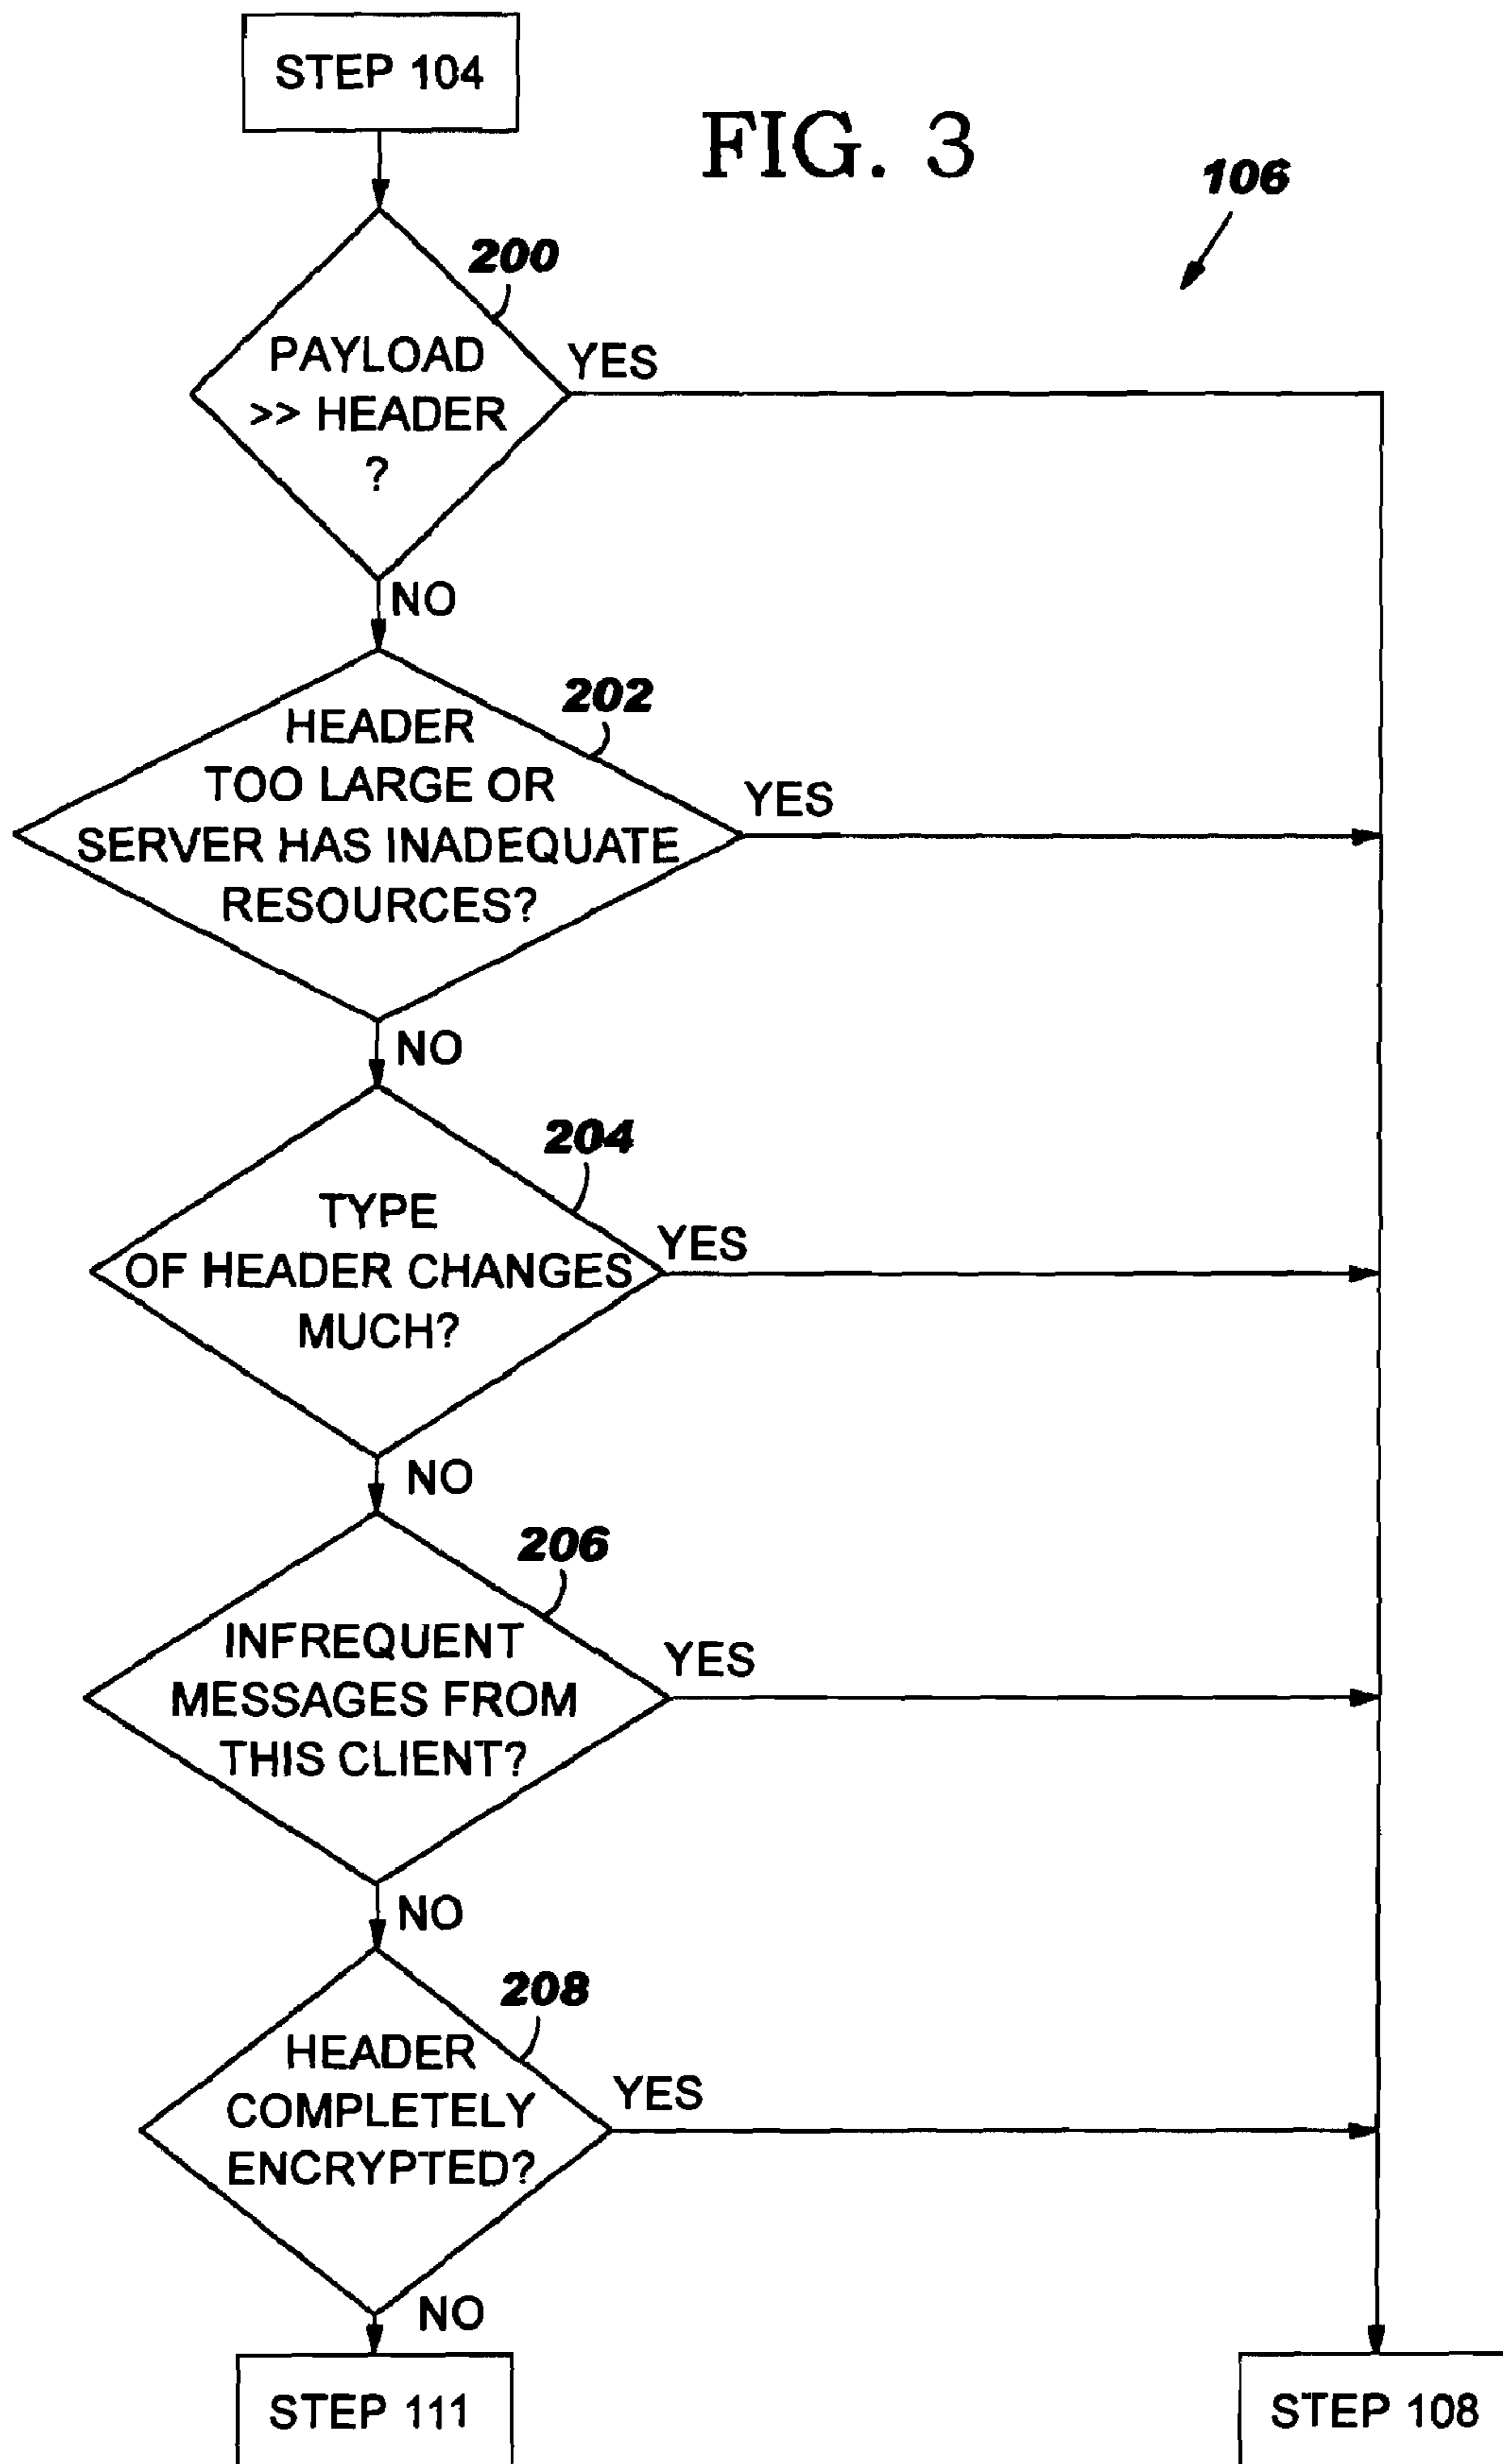 STEP 104
FIG. 3
106
200
PAYLOAD
>> HEADER
?
YES
NO
202
HEADER
TOO LARGE OR
SERVER HAS INADEQUATE
RESOURCES?
YES
NO
204
TYPE
OF HEADER CHANGES
MUCH?
YES
NO
206
INFREQUENT
MESSAGES FROM
THIS CLIENT?
YES
NO
208
HEADER
COMPLETELY
ENCRYPTED?
YES
NO
STEP 111
STEP 108